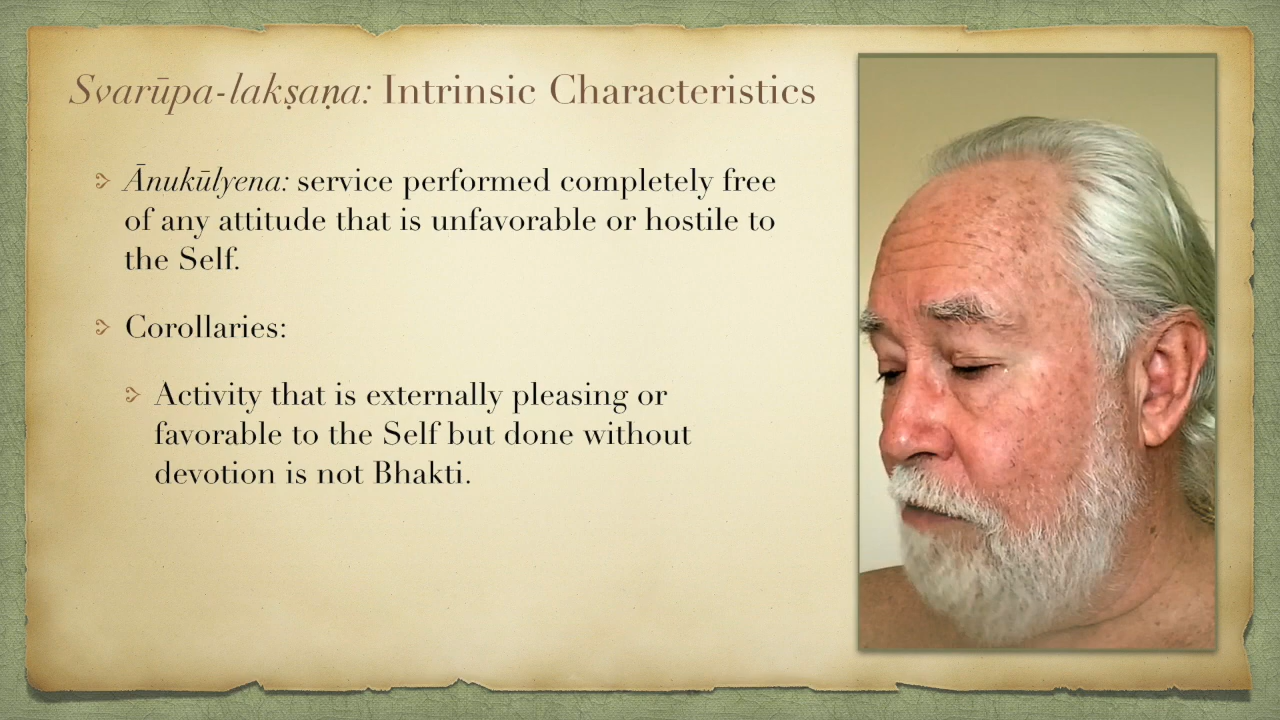 Svarūpa-lakṣaṇa: Intrinsic Characteristics
Ānukūlyena: service performed completely free
of any attitude that is unfavorable or hostile to
the Self.
Corollaries:
Activity that is externally pleasing or
favorable to the Self but done without
devotion is not Bhakti.